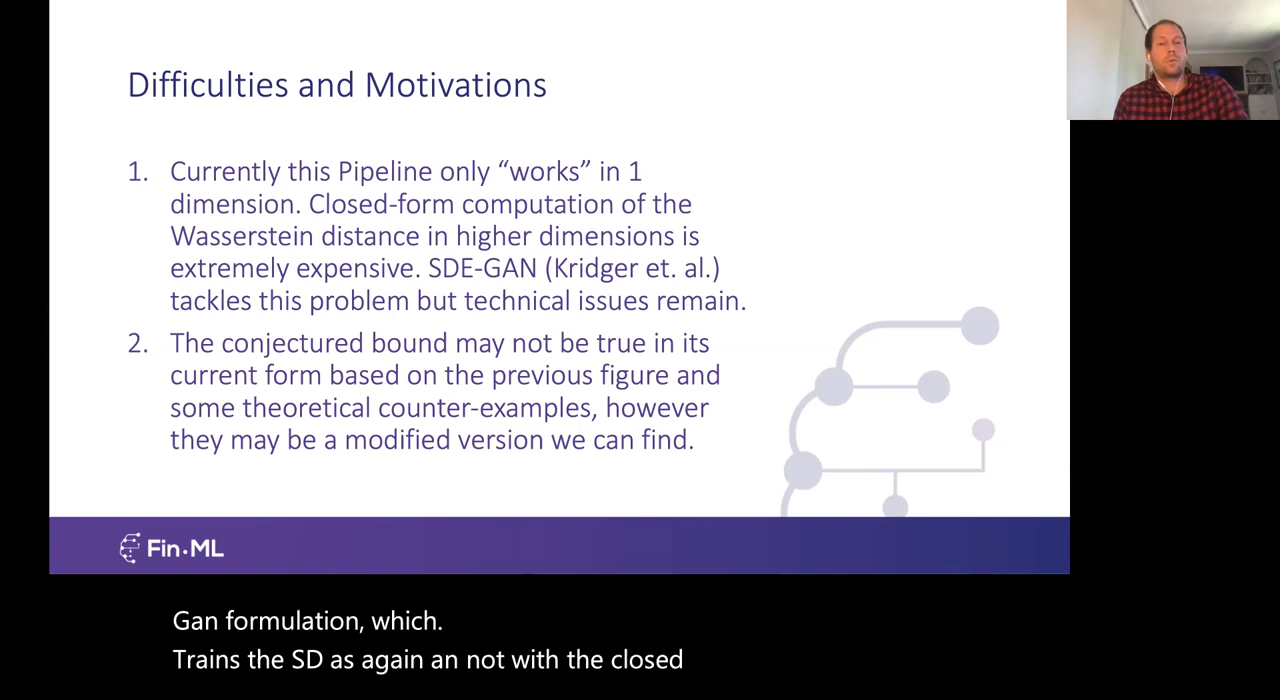 Difficulties and Motivations
1. Currently this Pipeline only “works” in 1
dimension. Closed-form computation of the
Wasserstein distance in higher dimensions is
extremely expensive. SDE-GAN (Kridger et. al.)
tackles this problem but technical issues remain.
2. The conjectured bound may not be true in its
current form based on the previous figure and
some theoretical counter-examples, however
they may be a modified version we can find.
Fin•ML
Gan formulation, which.
Trains the SD as again an not with the closed